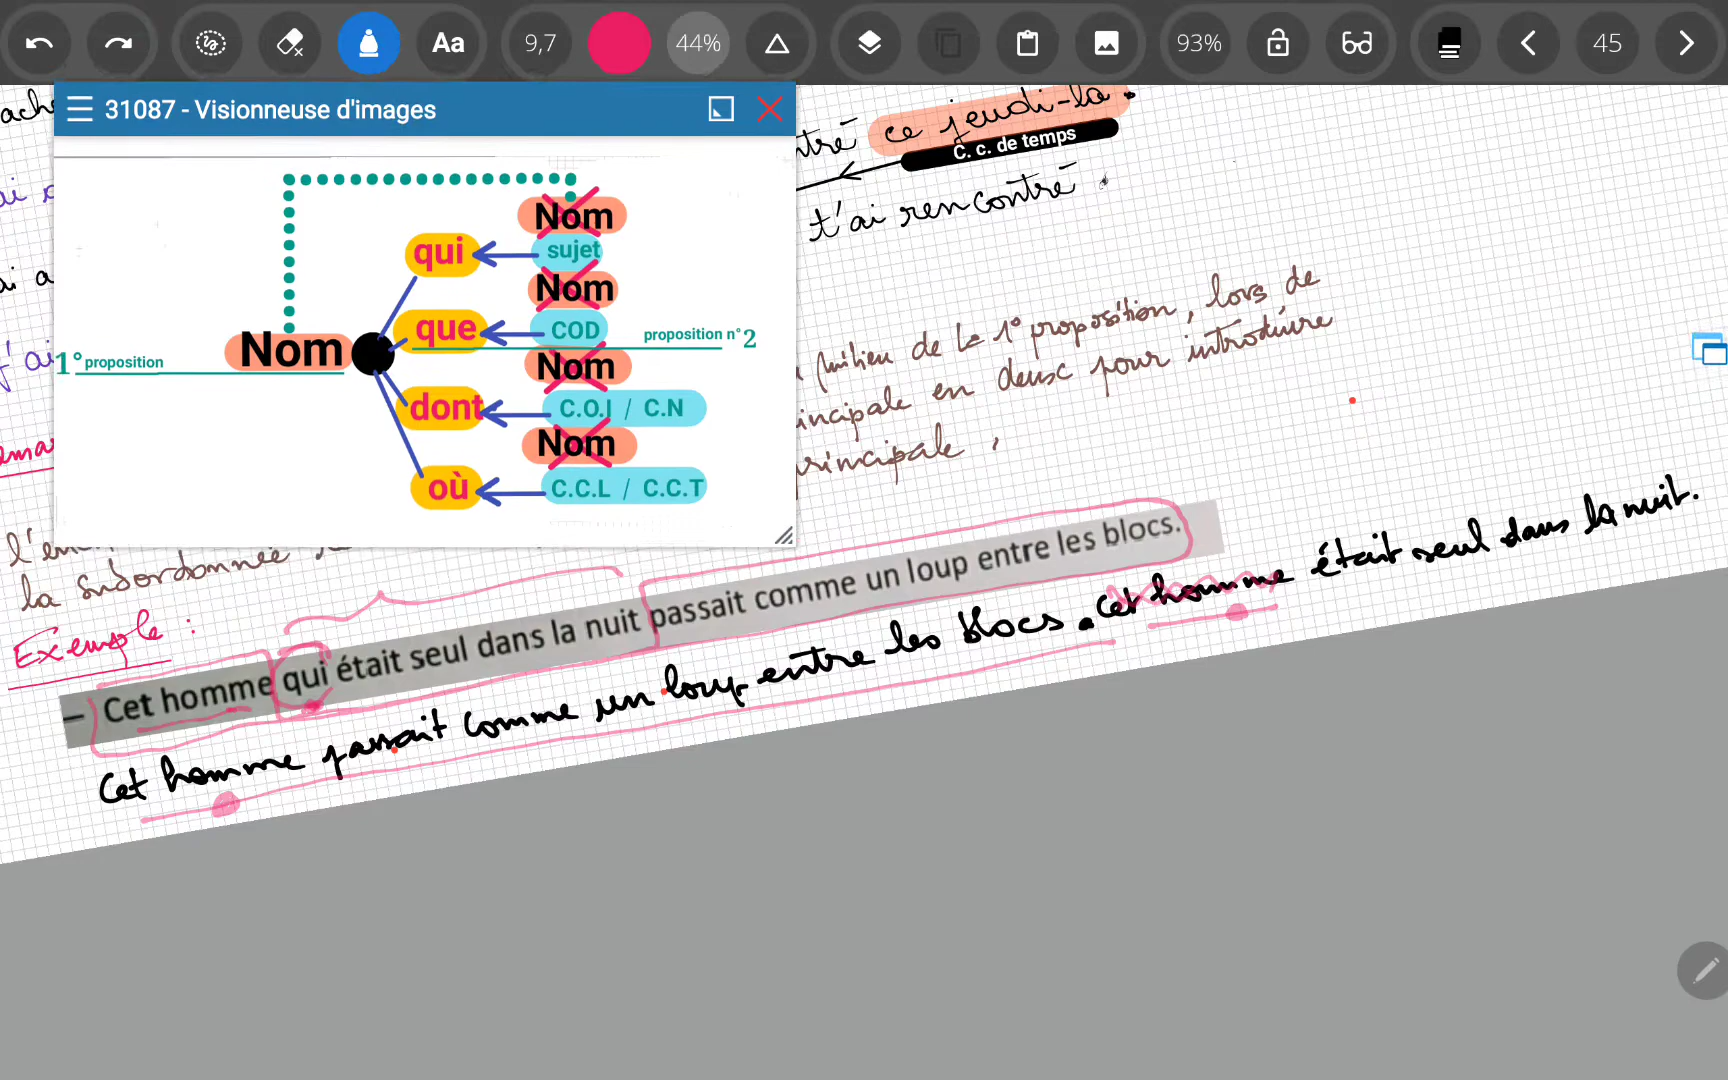 Aa
9,7
44%
93%
45
31087 - Visionneuse d'images
Nom
qui
sujet
Nom
que
COD
proposition n°2
1° proposition
Nom
Nom
dont
C.O.I / C.N
Nom
où
C.C.L / C.C.T
ce jeudi-là.
C. c. de temps
t'ai rencontré.
milieu de la 1° proposition, lors de
en deux pour introduire
la subordonnée
Exemple :
– Cet homme qui était seul dans la nuit passait comme un loup entre les blocs.
Cet homme passait comme un loup entre les blocs. cet homme était seul dans la nuit.